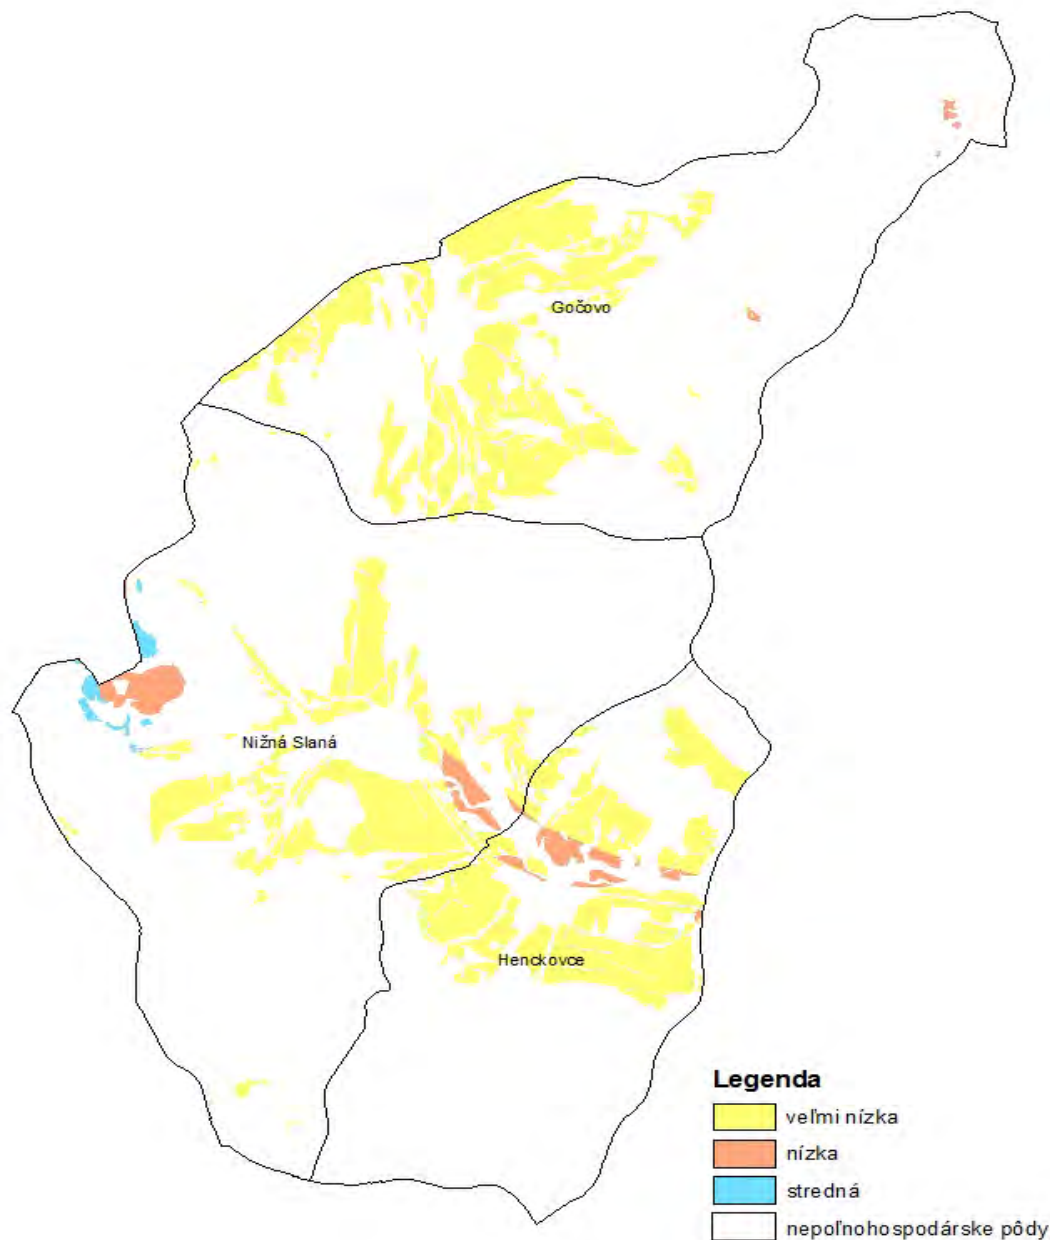 Gočovo
Nižná Slaná
Henckovce
Legenda
veľmi nízka
nízka
stredná
nepoľnohospodárske pôdy